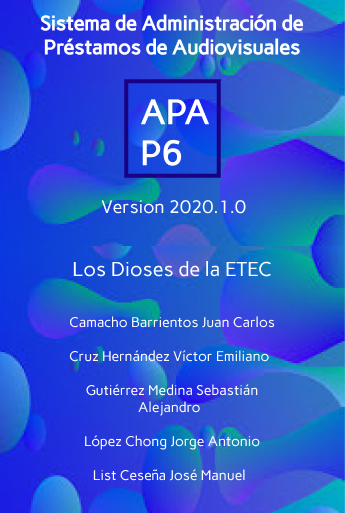 Sistema de Administración de
Préstamos de Audiovisuales
APA
P6
Version 2020.1.0
Los Dioses de la ETEC
Camacho Barrientos Juan Carlos
Cruz Hernández Víctor Emiliano
Gutiérrez Medina Sebastián
Alejandro
López Chong Jorge Antonio
List Ceseña José Manuel